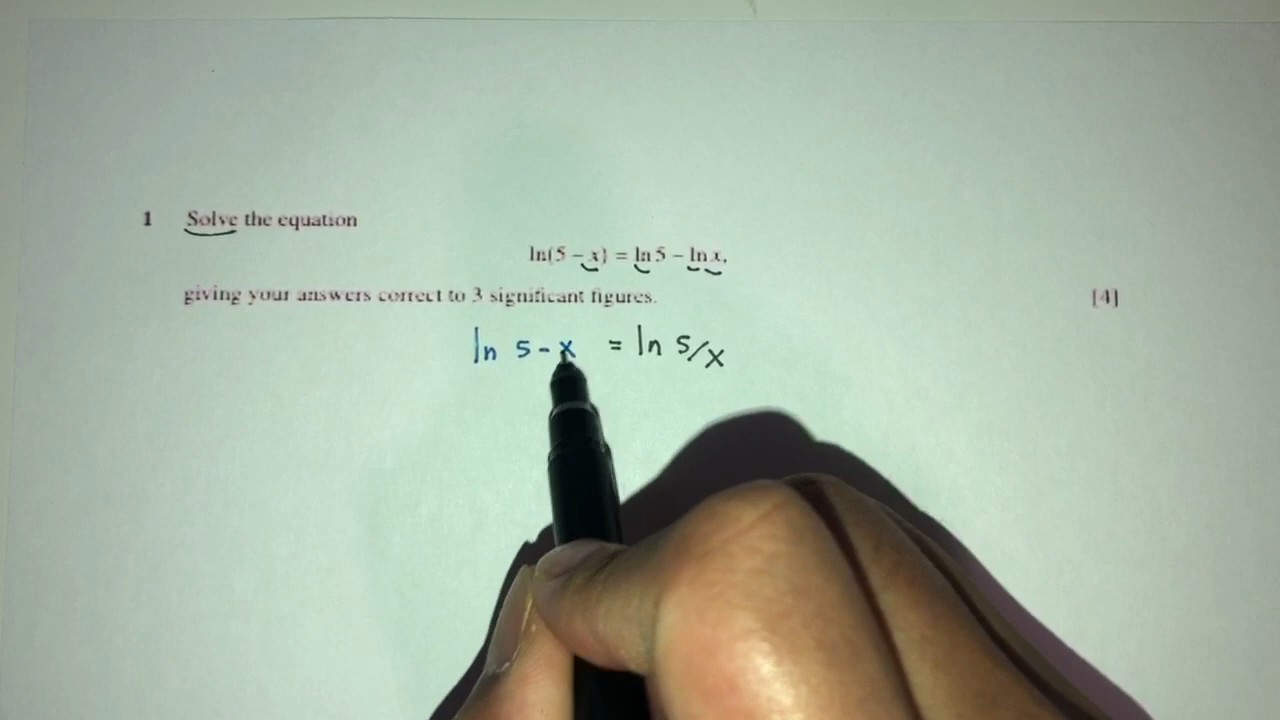 1 Solve the equation
ln(5 – x) = ln 5 – ln x,
giving your answers correct to 3 significant figures. [4]
ln 5 - x = ln 5/x